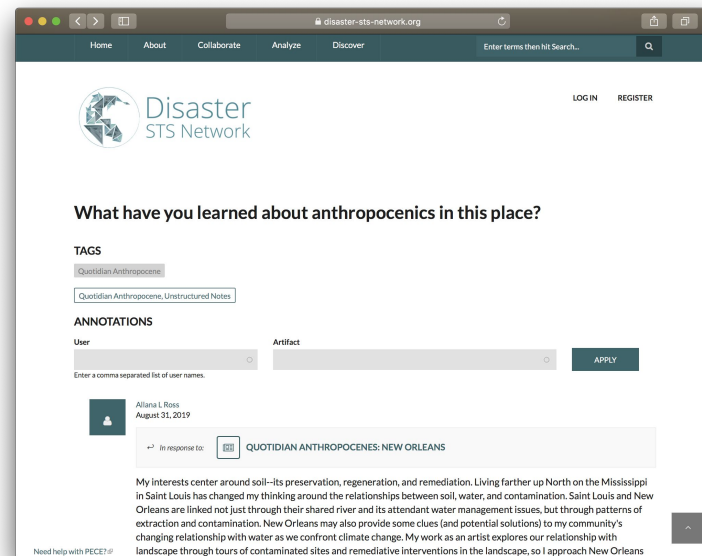 disaster-sts-network.org
Home About Collaborate Analyze Discover Enter terms then hit Search...
Disaster
STS Network
LOG IN REGISTER
What have you learned about anthropocenics in this place?
TAGS
Quotidian Anthropocene
Quotidian Anthropocene, Unstructured Notes
ANNOTATIONS
User Artifact
APPLY
Enter a comma separated list of user names.
Allana L Ross
August 31, 2019
In response to: QUOTIDIAN ANTHROPOCENES: NEW ORLEANS
My interests center around soil--its preservation, regeneration, and remediation. Living farther up North on the Mississippi
in Saint Louis has changed my thinking around the relationships between soil, water, and contamination. Saint Louis and New
Orleans are linked not just through their shared river and its attendant water management issues, but through patterns of
extraction and contamination. New Orleans may also provide some clues (and potential solutions) to my community's
changing relationship with water as we confront climate change. My work as an artist explores our relationship with
landscape through tours of contaminated sites and remediative interventions in the landscape, so I approach New Orleans
Need help with PECE?